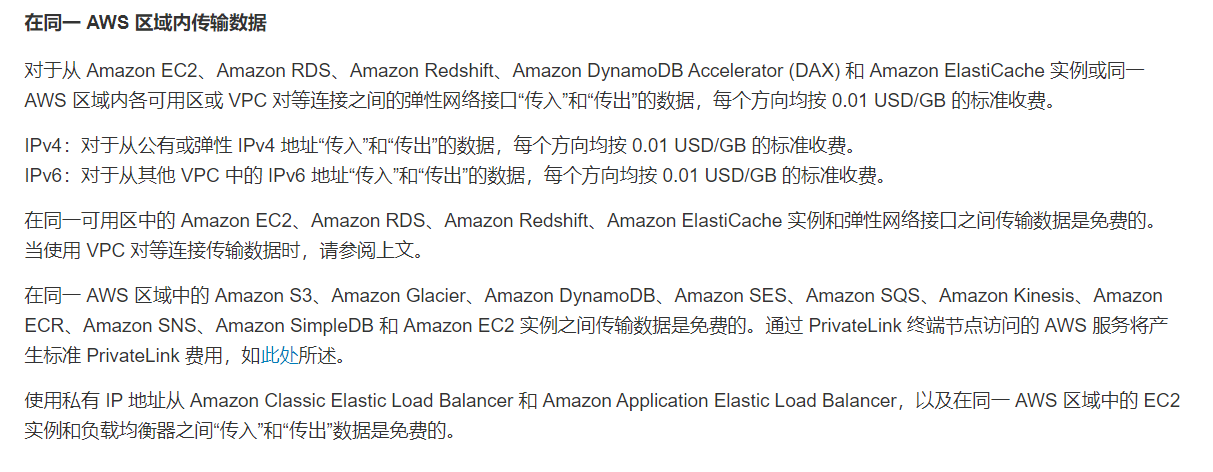 在同一 AWS 区域内传输数据
对于从 Amazon EC2、Amazon RDS、Amazon Redshift、Amazon DynamoDB Accelerator (DAX) 和 Amazon ElastiCache 实例或同一
AWS 区域内各可用区或 VPC 对等连接之间的弹性网络接口“传入”和“传出”的数据，每个方向均按 0.01 USD/GB 的标准收费。
IPv4：对于从公有或弹性 IPv4 地址“传入”和“传出”的数据，每个方向均按 0.01 USD/GB 的标准收费。
IPv6：对于从其他 VPC 中的 IPv6 地址“传入”和“传出”的数据，每个方向均按 0.01 USD/GB 的标准收费。
在同一可用区中的 Amazon EC2、Amazon RDS、Amazon Redshift、Amazon ElastiCache 实例和弹性网络接口之间传输数据是免费的。
当使用 VPC 对等连接传输数据时，请参阅上文。
在同一 AWS 区域中的 Amazon S3、Amazon Glacier、Amazon DynamoDB、Amazon SES、Amazon SQS、Amazon Kinesis、Amazon
ECR、Amazon SNS、Amazon SimpleDB 和 Amazon EC2 实例之间传输数据是免费的。通过 PrivateLink 终端节点访问的 AWS 服务将产
生标准 PrivateLink 费用，如此处所述。
使用私有 IP 地址从 Amazon Classic Elastic Load Balancer 和 Amazon Application Elastic Load Balancer，以及在同一 AWS 区域中的 EC2
实例和负载均衡器之间“传入”和“传出”数据是免费的。